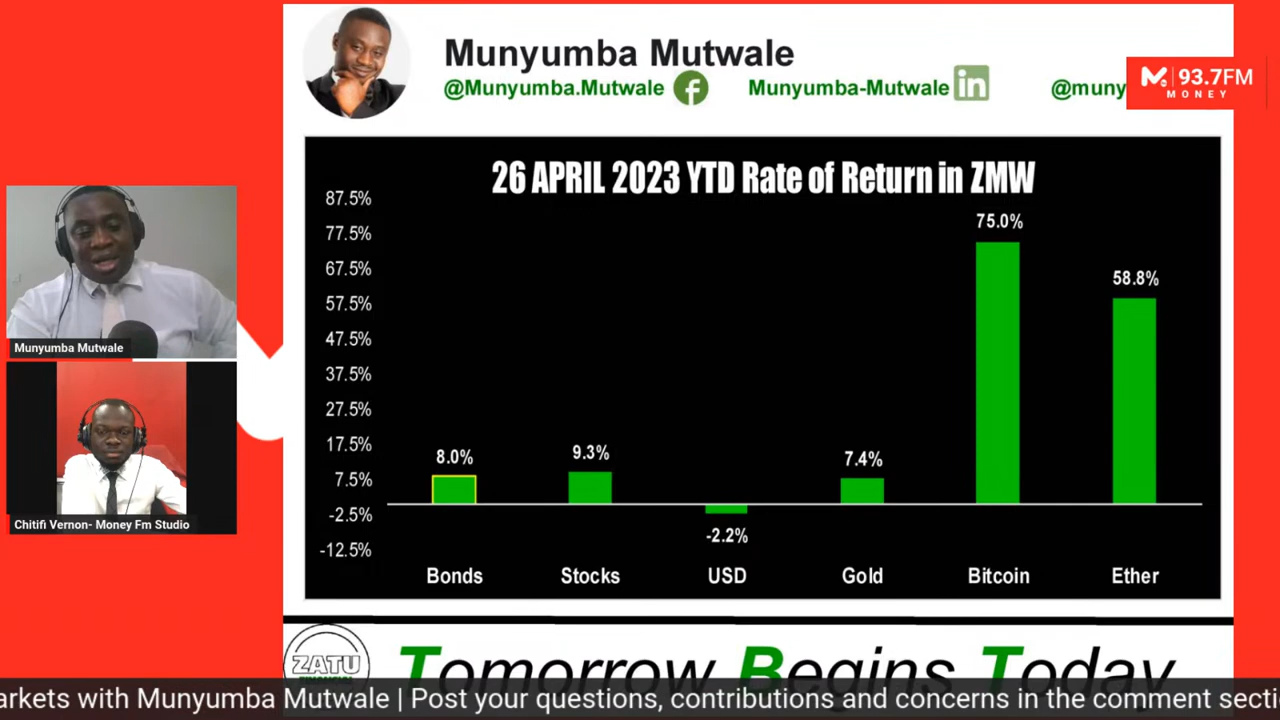 Munyumba Mutwale
@Munyumba.Mutwale
f
Munyumba-Mutwale
in
@muny
93.7FM
MONEY
26 APRIL 2023 YTD Rate of Return in ZMW
87.5%
77.5%
67.5%
57.5%
47.5%
37.5%
27.5%
17.5%
7.5%
-2.5%
-12.5%
8.0%
9.3%
-2.2%
7.4%
75.0%
58.8%
Bonds
Stocks
USD
Gold
Bitcoin
Ether
Munyumba Mutwale
Chitifi Vernon- Money Fm Studio
ZATU
Tomorrow Begins Today
arkets with Munyumba Mutwale | Post your questions, contributions and concerns in the comment secti